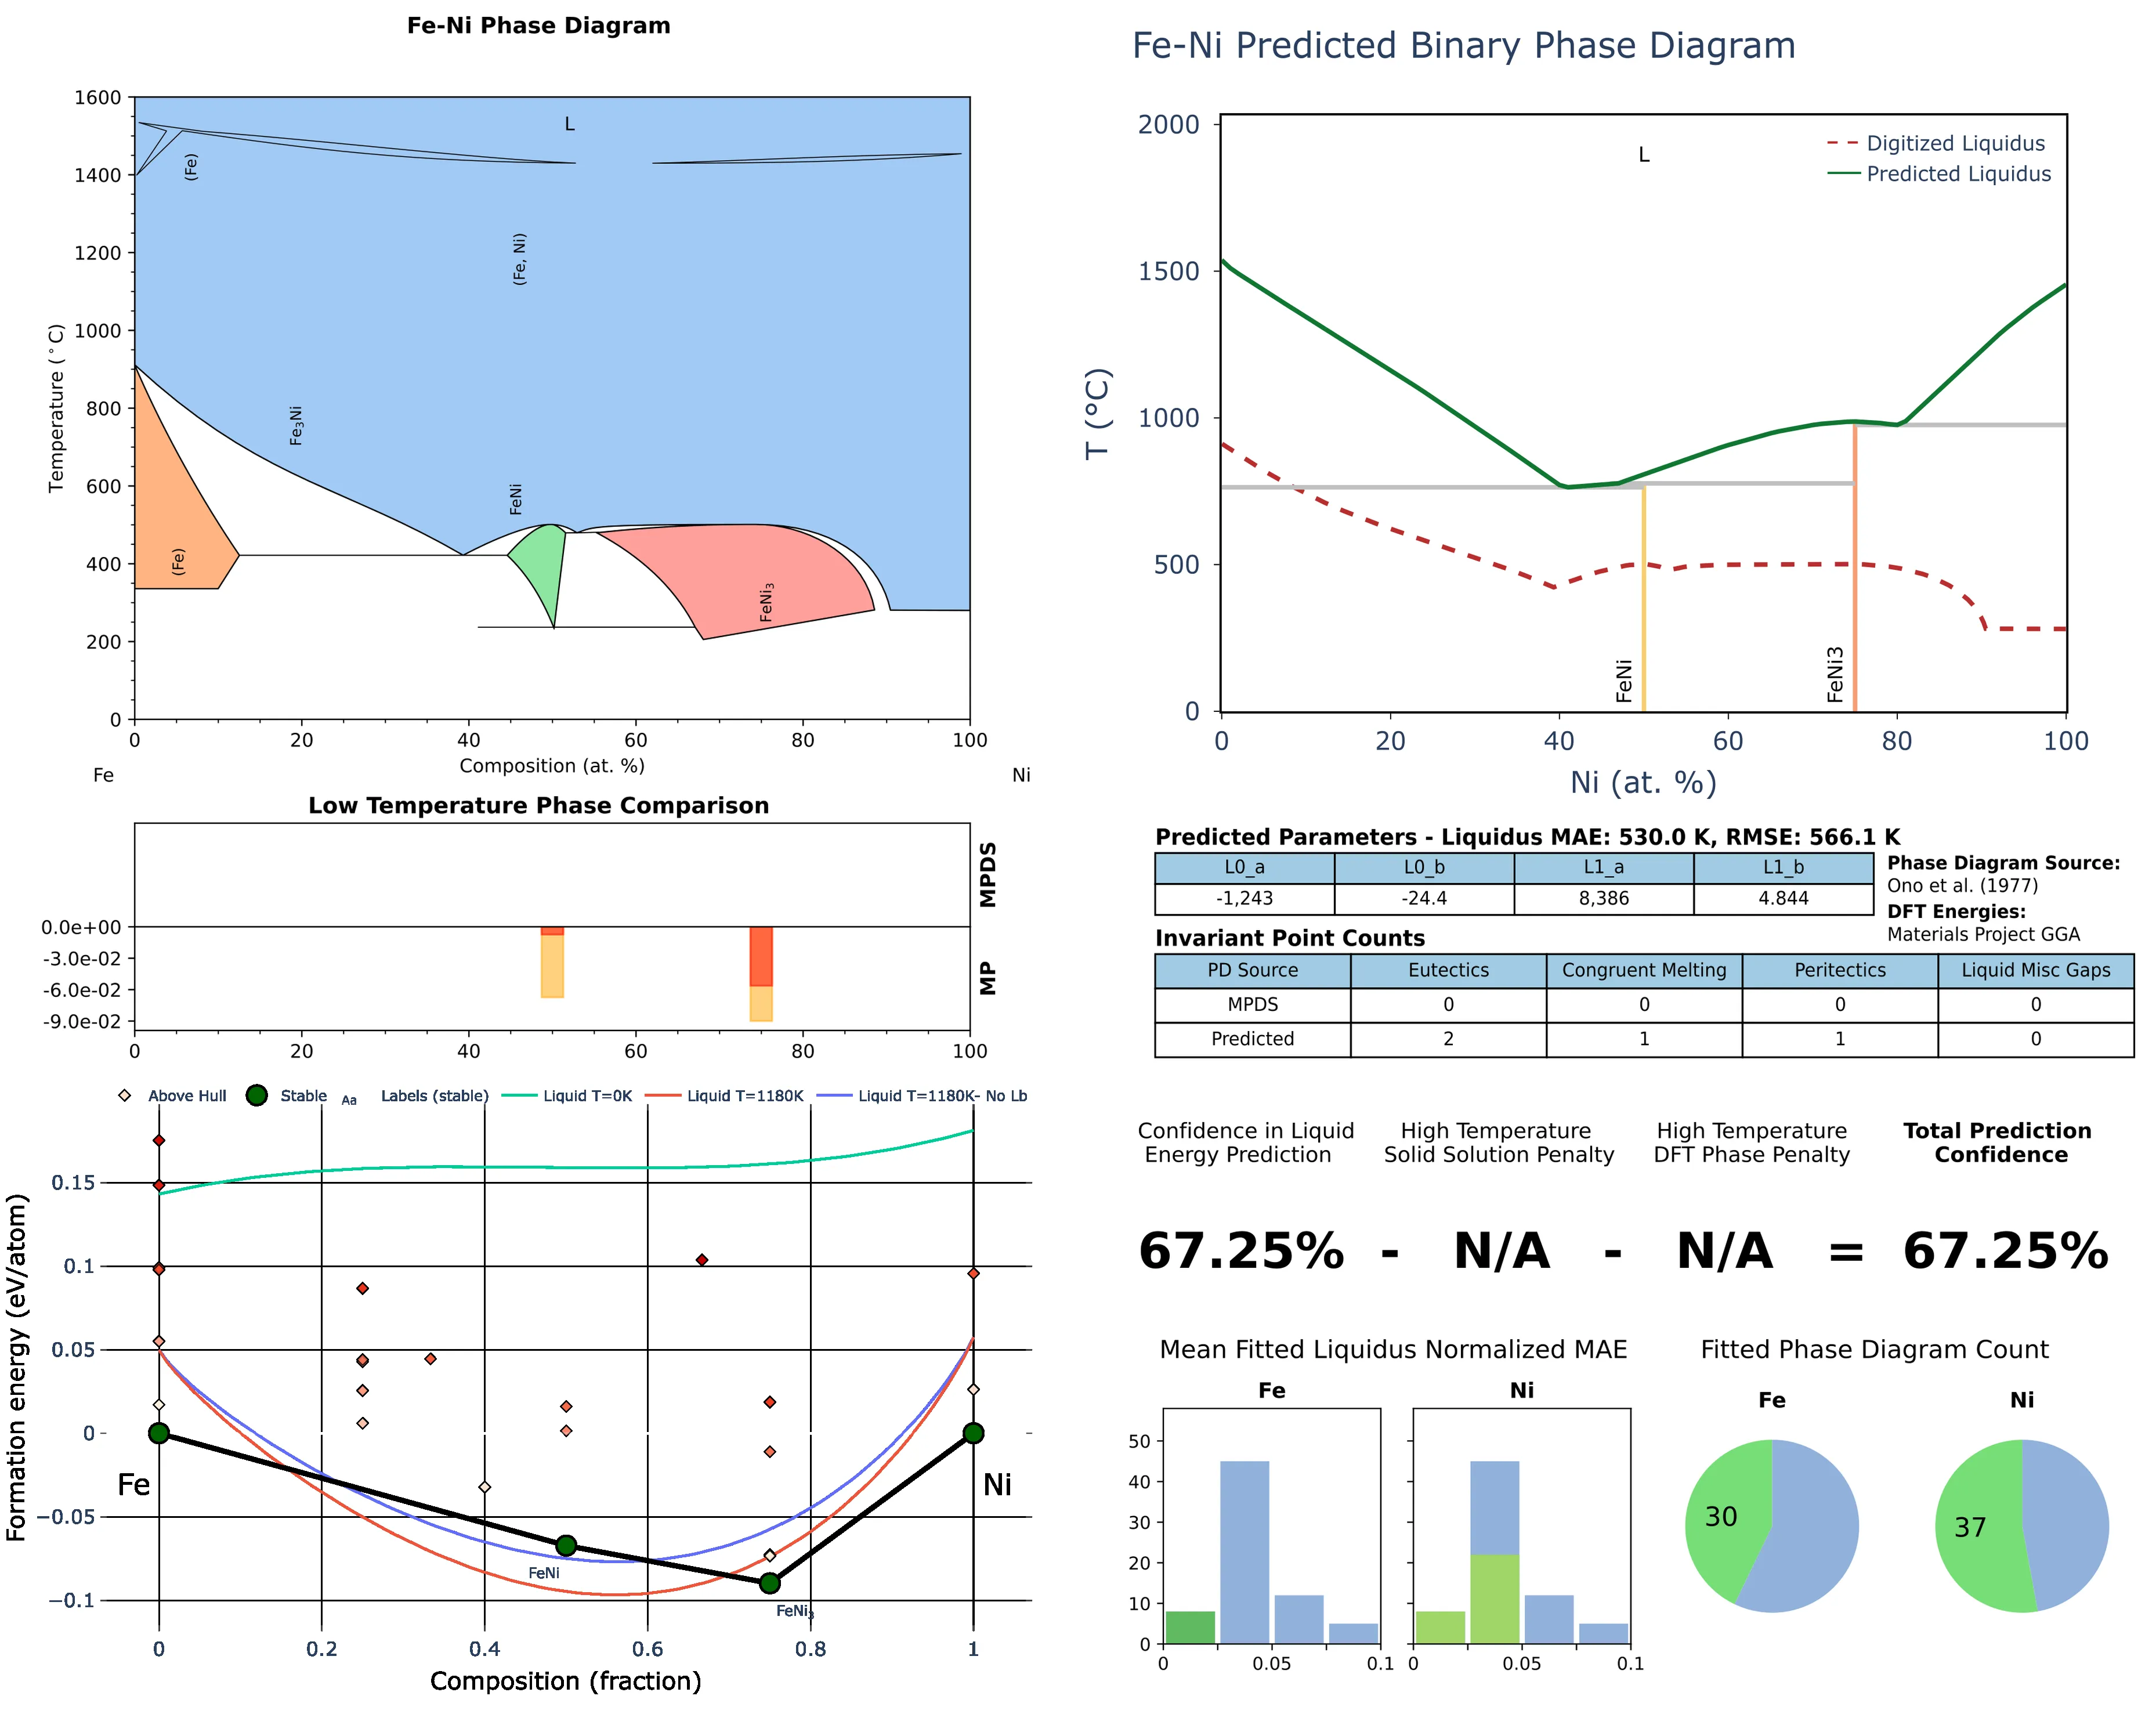 Fe-Ni Phase Diagram
1600
1400
1200
1000
800
600
400
200
0
Temperature (°C)
L
(Fe)
(Fe, Ni)
Fe3Ni
FeNi
(Fe)
FeNi3
0 20 40 60 80 100
Composition (at. %)
Fe Ni
Fe-Ni Predicted Binary Phase Diagram
2000
1500
1000
500
0
T (°C)
L
Digitized Liquidus
Predicted Liquidus
FeNi
FeNi3
0 20 40 60 80 100
Ni (at. %)
Low Temperature Phase Comparison
MPDS
MP
0.0e+00
-3.0e-02
-6.0e-02
-9.0e-02
0 20 40 60 80 100
Predicted Parameters - Liquidus MAE: 530.0 K, RMSE: 566.1 K
L0_a L0_b L1_a L1_b
-1,243 -24.4 8,386 4.844
Phase Diagram Source:
Ono et al. (1977)
DFT Energies:
Materials Project GGA
Invariant Point Counts
PD Source Eutectics Congruent Melting Peritectics Liquid Misc Gaps
MPDS 0 0 0 0
Predicted 2 1 1 0
Above Hull Stable Aa Labels (stable) Liquid T=0K Liquid T=1180K Liquid T=1180K- No Lb
0.15
0.1
0.05
0
−0.05
−0.1
Formation energy (eV/atom)
Fe
Ni
FeNi
FeNi3
0 0.2 0.4 0.6 0.8 1
Composition (fraction)
Confidence in Liquid
Energy Prediction
High Temperature
Solid Solution Penalty
High Temperature
DFT Phase Penalty
Total Prediction
Confidence
67.25% - N/A - N/A = 67.25%
Mean Fitted Liquidus Normalized MAE
Fe
Ni
50
40
30
20
10
0
0 0.05 0.1
0 0.05 0.1
Fitted Phase Diagram Count
Fe
Ni
30
37